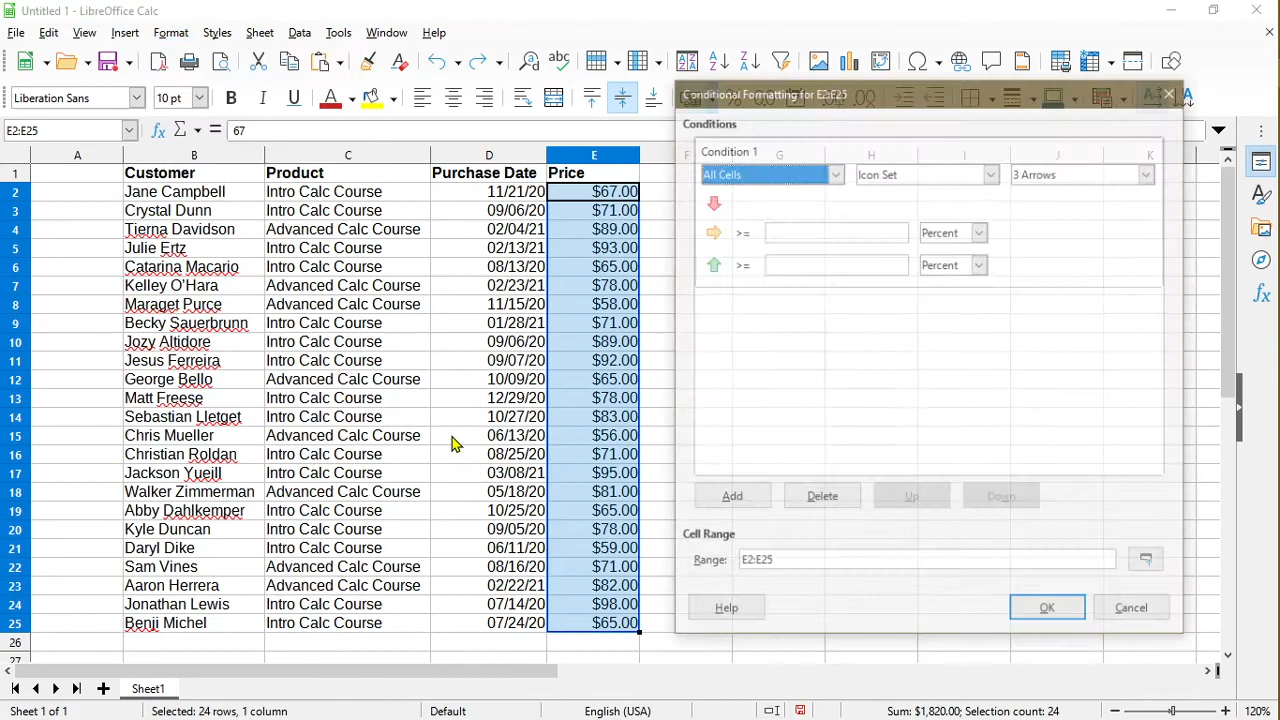 Untitled 1 - LibreOffice Calc
File Edit View Insert Format Styles Sheet Data Tools Window Help
Liberation Sans 10 pt
E2:E25 67
A B C D E F G H I J K
1 Customer Product Purchase Date Price
2 Jane Campbell Intro Calc Course 11/21/20 $67.00
3 Crystal Dunn Intro Calc Course 09/06/20 $71.00
4 Tierna Davidson Advanced Calc Course 02/04/21 $89.00
5 Julie Ertz Intro Calc Course 02/13/21 $93.00
6 Catarina Macario Intro Calc Course 08/13/20 $65.00
7 Kelley O’Hara Advanced Calc Course 02/23/21 $78.00
8 Maraget Purce Advanced Calc Course 11/15/20 $58.00
9 Becky Sauerbrunn Intro Calc Course 01/28/21 $71.00
10 Jozy Altidore Intro Calc Course 09/06/20 $89.00
11 Jesus Ferreira Intro Calc Course 09/07/20 $92.00
12 George Bello Advanced Calc Course 10/09/20 $65.00
13 Matt Freese Intro Calc Course 12/29/20 $78.00
14 Sebastian Lletget Intro Calc Course 10/27/20 $83.00
15 Chris Mueller Advanced Calc Course 06/13/20 $56.00
16 Christian Roldan Intro Calc Course 08/25/20 $71.00
17 Jackson Yueill Intro Calc Course 03/08/21 $95.00
18 Walker Zimmerman Advanced Calc Course 05/18/20 $81.00
19 Abby Dahlkemper Intro Calc Course 10/25/20 $65.00
20 Kyle Duncan Intro Calc Course 09/05/20 $78.00
21 Daryl Dike Intro Calc Course 06/11/20 $59.00
22 Sam Vines Advanced Calc Course 08/16/20 $71.00
23 Aaron Herrera Advanced Calc Course 02/22/21 $82.00
24 Jonathan Lewis Intro Calc Course 07/14/20 $98.00
25 Benji Michel Intro Calc Course 07/24/20 $65.00
26
27
Conditional Formatting for E2:E25
Conditions
Condition 1
All Cells Icon Set 3 Arrows
>= Percent
>= Percent
Add Delete Up Down
Cell Range
Range: E2:E25
Help OK Cancel
Sheet1
Sheet 1 of 1 Selected: 24 rows, 1 column Default English (USA) Sum: $1,820.00; Selection count: 24 120%